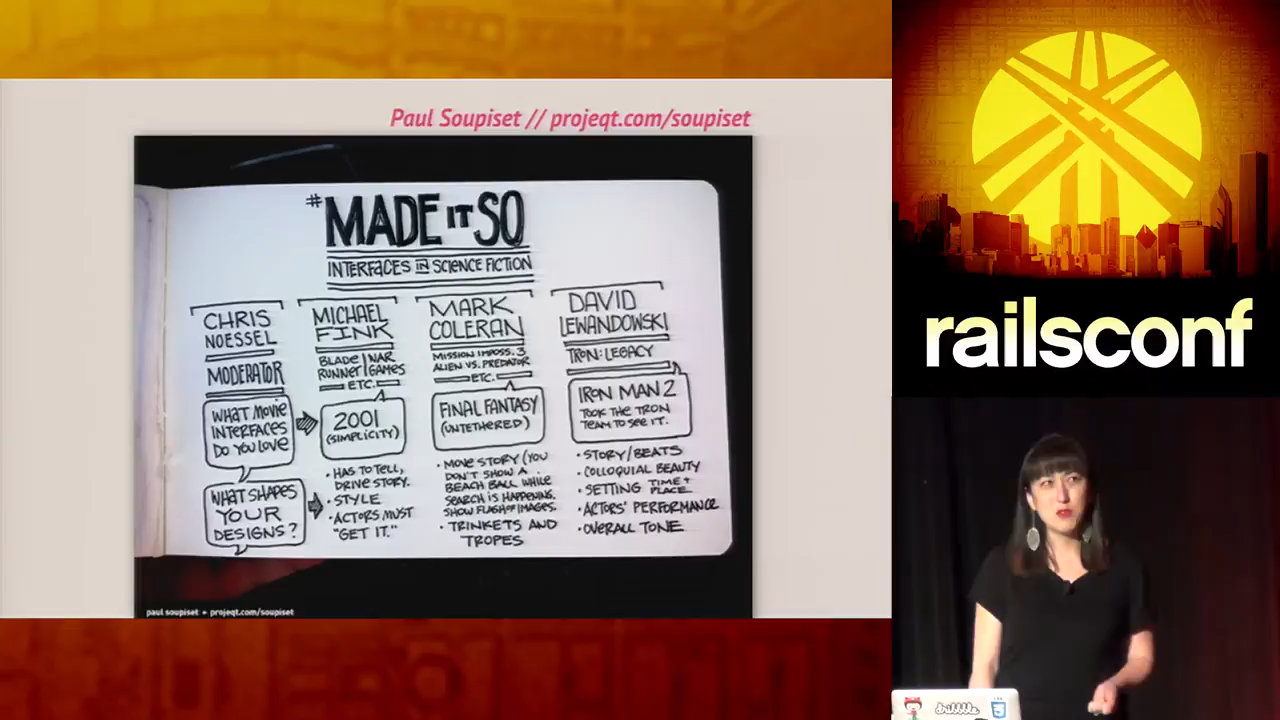 Paul Soupiset // projeqt.com/soupiset
#MADE IT SO
INTERFACES IN SCIENCE FICTION
CHRIS
NOESSEL
MODERATOR
WHAT MOVIE
INTERFACES
DO YOU LOVE
WHAT SHAPES
YOUR
DESIGNS?
MICHAEL
FINK
BLADE RUNNER | WAR GAMES
ETC.
2001
(SIMPLICITY)
• HAS TO TELL,
DRIVE STORY.
• STYLE
• ACTORS MUST
"GET IT."
MARK
COLERAN
MISSION IMPOSS. 3
ALIEN VS. PREDATOR
ETC.
FINAL FANTASY
(UNTETHERED)
• MOVE STORY (YOU
DON'T SHOW A
BEACH BALL WHILE
SEARCH IS HAPPENING.
SHOW FLASH OF IMAGES.
• TRINKETS AND
TROPES
DAVID
LEWANDOWSKI
TRON: LEGACY
IRON MAN 2
TOOK THE TRON
TEAM TO SEE IT.
• STORY/BEATS
• COLLOQUIAL BEAUTY
• SETTING TIME + PLACE
• ACTORS' PERFORMANCE
• OVERALL TONE
paul soupiset • projeqt.com/soupiset
railsconf
dribbble